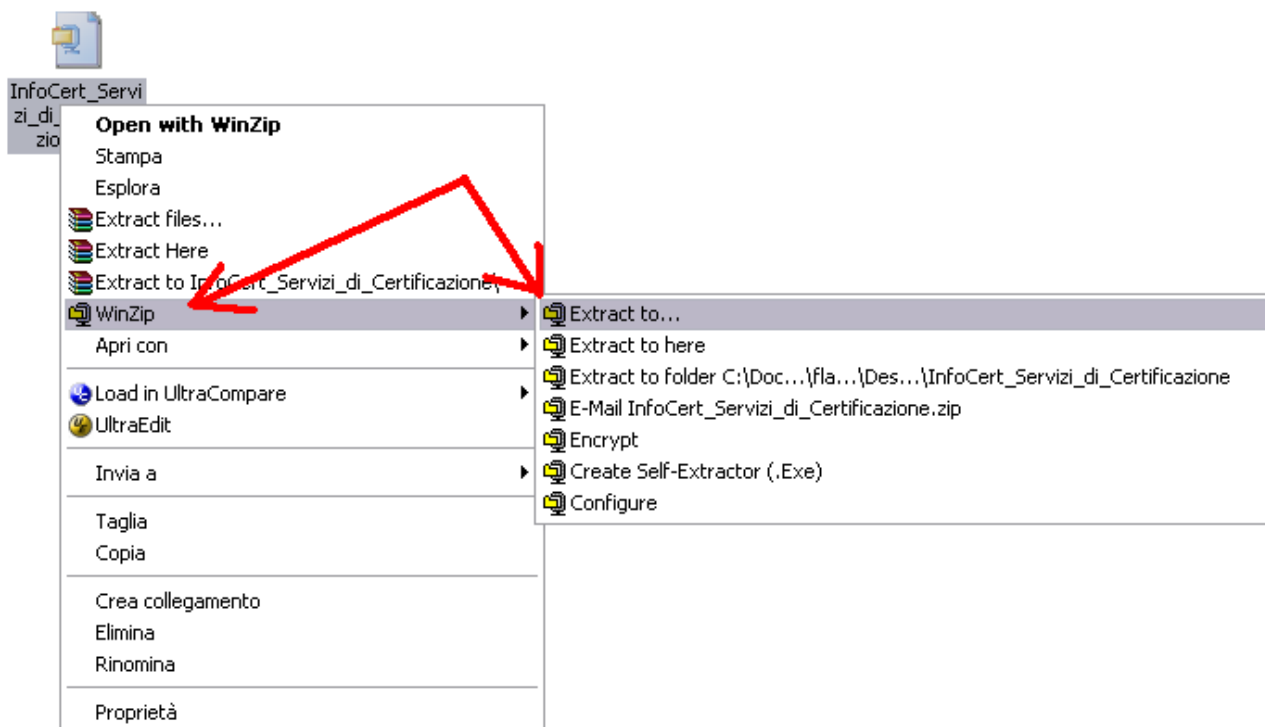 InfoCert_Servi
zi_di_
zio
Open with WinZip
Stampa
Esplora
Extract files...
Extract Here
Extract to InfoCert_Servizi_di_Certificazione\
WinZip
Apri con
Load in UltraCompare
UltraEdit
Invia a
Taglia
Copia
Crea collegamento
Elimina
Rinomina
Proprietà
Extract to...
Extract to here
Extract to folder C:\Doc...\fla...\Des...\InfoCert_Servizi_di_Certificazione
E-Mail InfoCert_Servizi_di_Certificazione.zip
Encrypt
Create Self-Extractor (.Exe)
Configure